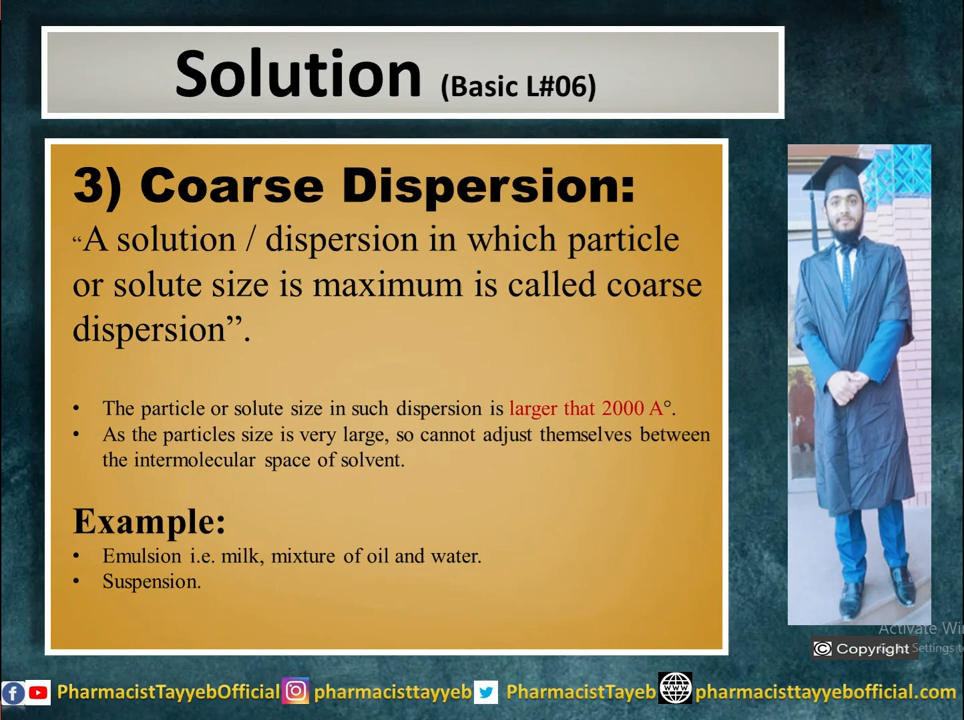 Solution (Basic L#06)
3) Coarse Dispersion:
“A solution / dispersion in which particle
or solute size is maximum is called coarse
dispersion”.
• The particle or solute size in such dispersion is larger that 2000 A°.
• As the particles size is very large, so cannot adjust themselves between
the intermolecular space of solvent.
Example:
• Emulsion i.e. milk, mixture of oil and water.
• Suspension.
Activate Wi
© Copyright Settings t
PharmacistTayyebOfficial pharmacisttayyeb PharmacistTayeb pharmacisttayyebofficial.com